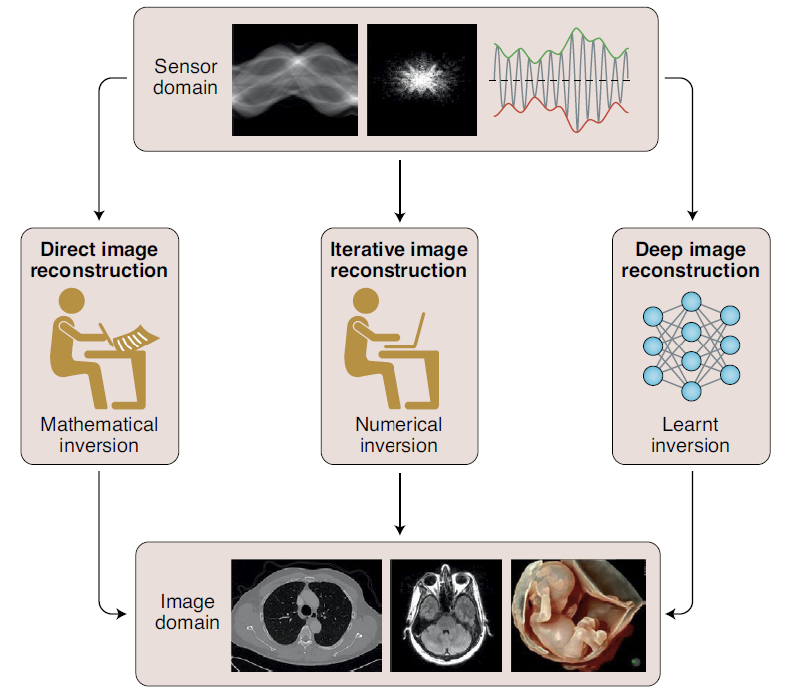 Sensor
domain
Direct image
reconstruction
Mathematical
inversion
Iterative image
reconstruction
Numerical
inversion
Deep image
reconstruction
Learnt
inversion
Image
domain